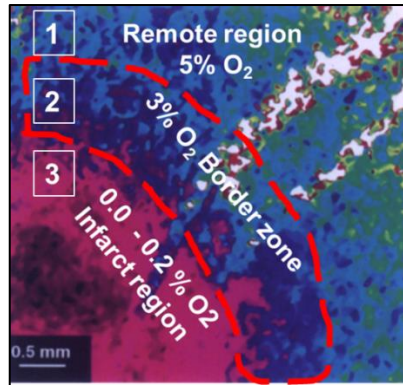 1
Remote region
5% O₂
2
3% O₂ Border zone
3
0.0 - 0.2 % O2
Infarct region
0.5 mm